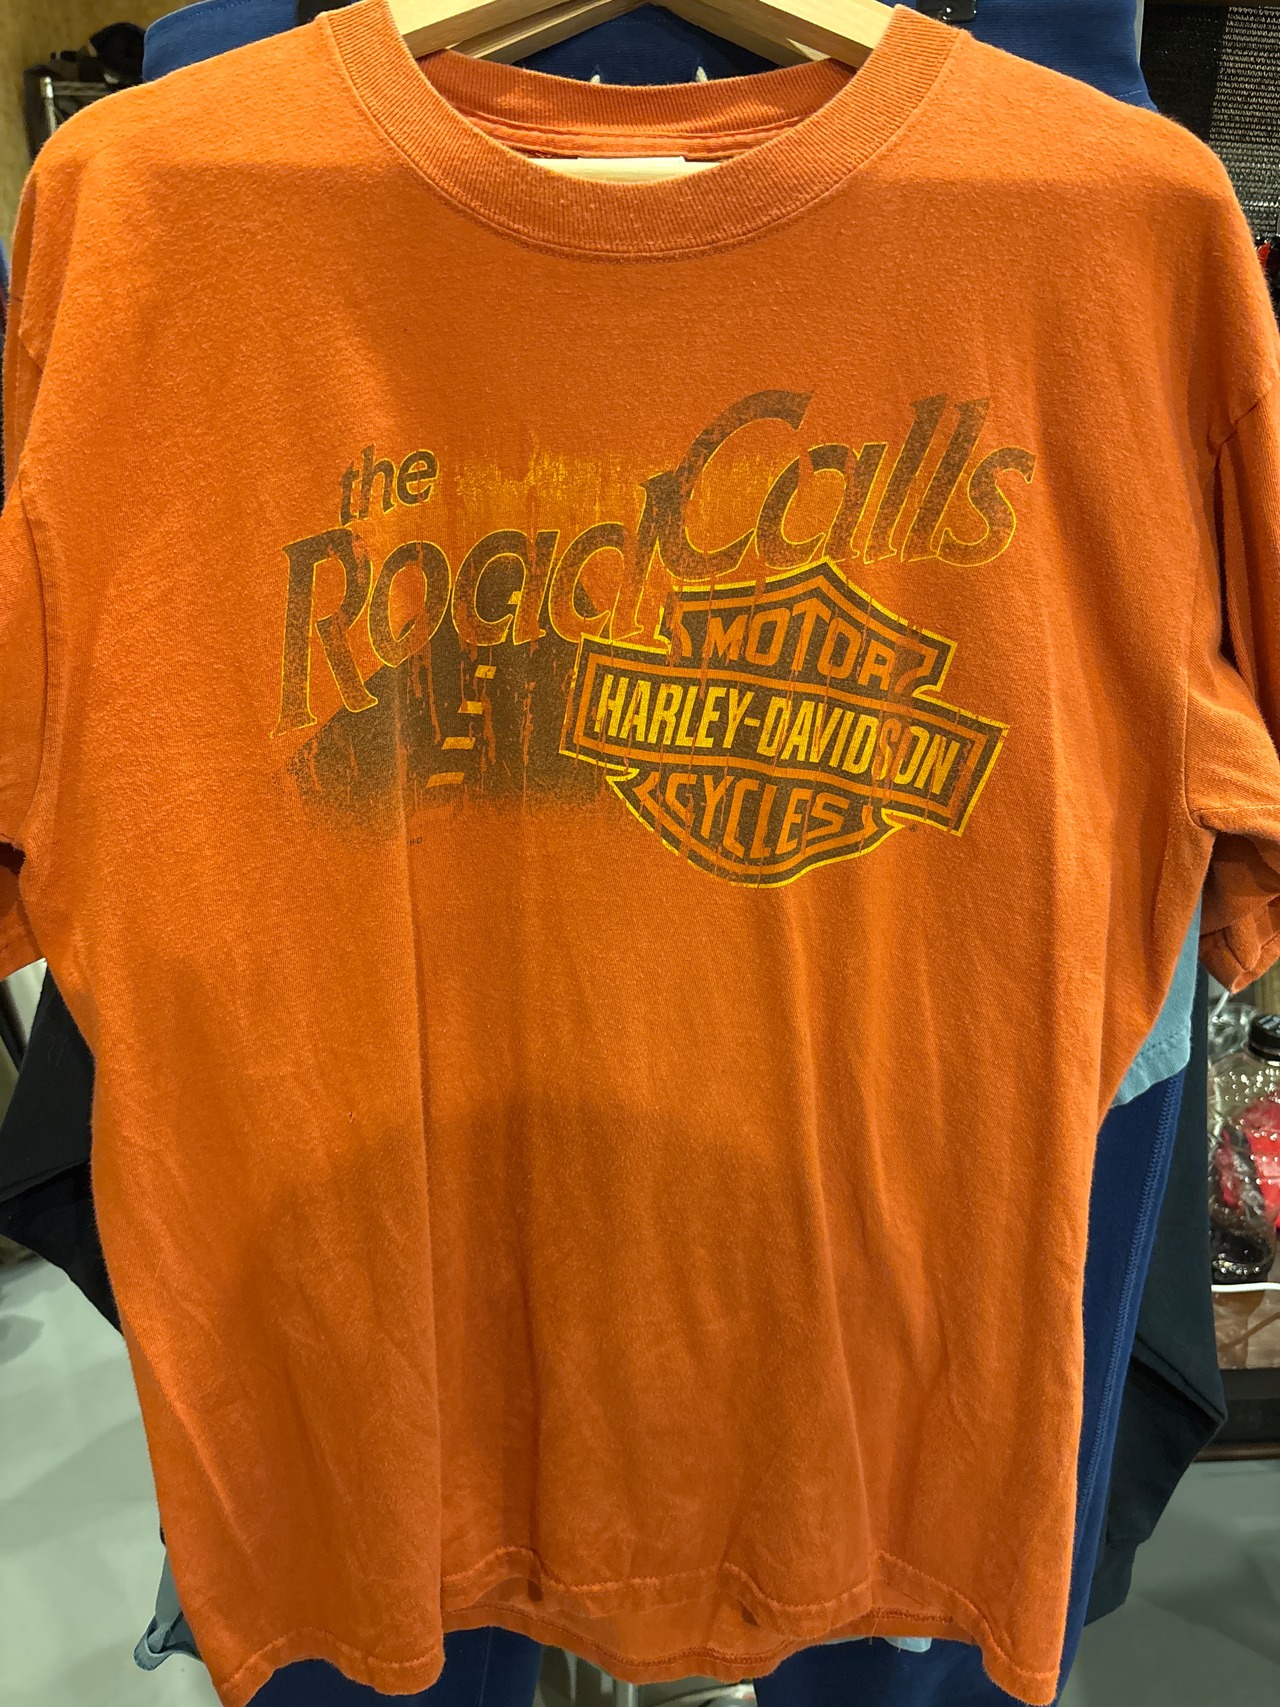 the
Road Calls
MOTOR
HARLEY-DAVIDSON
CYCLES
H-D